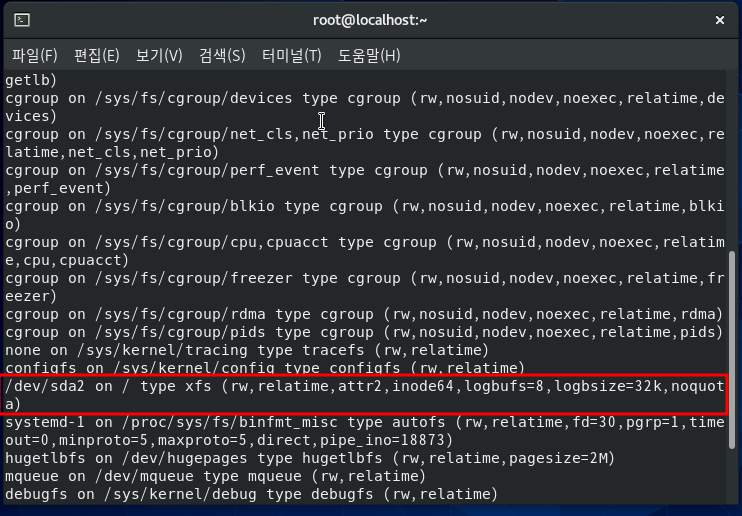 root@localhost:~
파일(F) 편집(E) 보기(V) 검색(S) 터미널(T) 도움말(H)
getlb)
cgroup on /sys/fs/cgroup/devices type cgroup (rw,nosuid,nodev,noexec,relatime,de
vices)
cgroup on /sys/fs/cgroup/net_cls,net_prio type cgroup (rw,nosuid,nodev,noexec,re
latime,net_cls,net_prio)
cgroup on /sys/fs/cgroup/perf_event type cgroup (rw,nosuid,nodev,noexec,relatime
,perf_event)
cgroup on /sys/fs/cgroup/blkio type cgroup (rw,nosuid,nodev,noexec,relatime,blki
o)
cgroup on /sys/fs/cgroup/cpu,cpuacct type cgroup (rw,nosuid,nodev,noexec,relatim
e,cpu,cpuacct)
cgroup on /sys/fs/cgroup/freezer type cgroup (rw,nosuid,nodev,noexec,relatime,fr
eezer)
cgroup on /sys/fs/cgroup/rdma type cgroup (rw,nosuid,nodev,noexec,relatime,rdma)
cgroup on /sys/fs/cgroup/pids type cgroup (rw,nosuid,nodev,noexec,relatime,pids)
none on /sys/kernel/tracing type tracefs (rw,relatime)
configfs on /sys/kernel/config type configfs (rw,relatime)
/dev/sda2 on / type xfs (rw,relatime,attr2,inode64,logbufs=8,logbsize=32k,noquot
a)
systemd-1 on /proc/sys/fs/binfmt_misc type autofs (rw,relatime,fd=30,pgrp=1,time
out=0,minproto=5,maxproto=5,direct,pipe_ino=18873)
hugetlbfs on /dev/hugepages type hugetlbfs (rw,relatime,pagesize=2M)
mqueue on /dev/mqueue type mqueue (rw,relatime)
debugfs on /sys/kernel/debug type debugfs (rw,relatime)